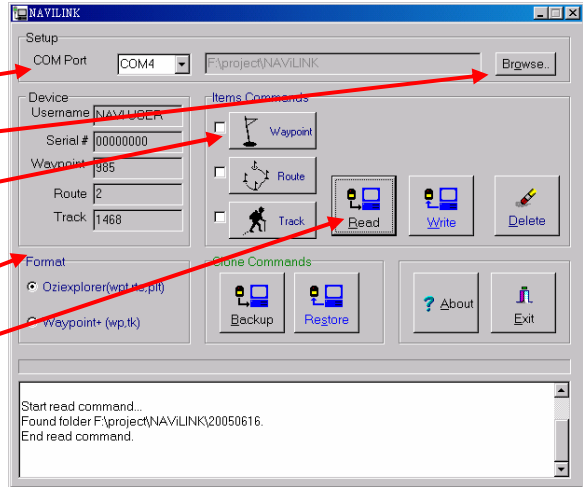 NAVILINK
Setup
COM Port COM4 F:\project\NAViLINK Browse..
Device
Username NAVI USER
Serial # 00000000
Waypoint 985
Route 2
Track 1468
Items Commands
Waypoint
Route
Track
Read Write Delete
Format
Oziexplorer(wpt,rte,plt)
Waypoint+ (wp,tk)
Clone Commands
Backup Restore
? About Exit
Start read command...
Found folder F:\project\NAViLINK\20050616.
End read command.